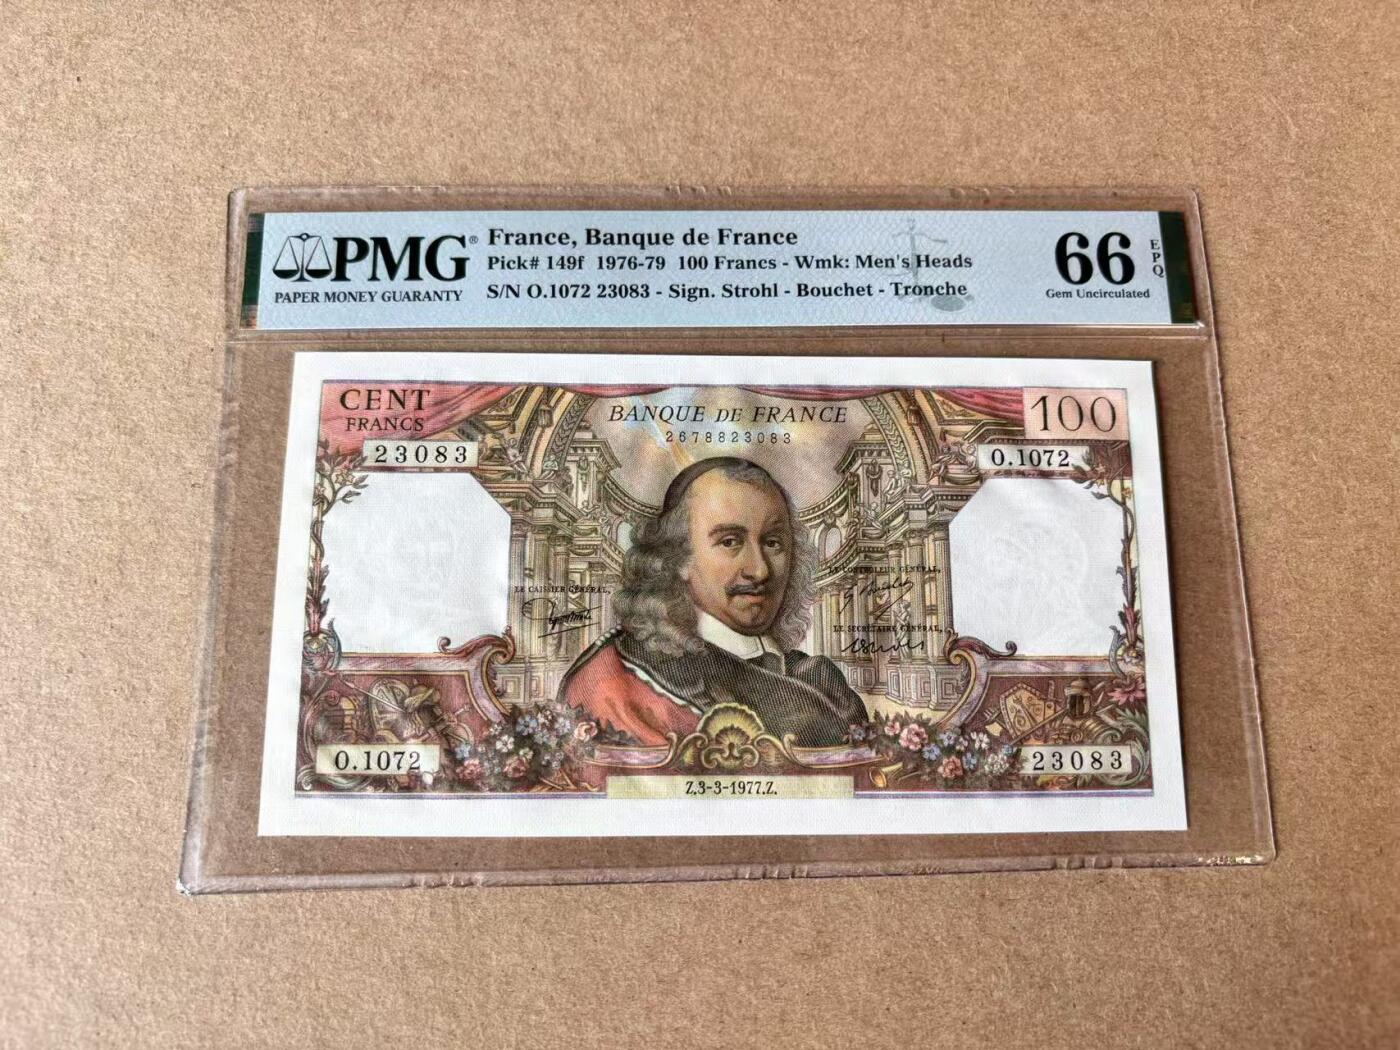 PMG®
PAPER MONEY GUARANTY
France, Banque de France
Pick# 149f 1976-79 100 Francs - Wmk: Men's Heads
S/N O.1072 23083 - Sign. Strohl - Bouchet - Tronche
66
EPQ
Gem Uncirculated
CENT
FRANCS
BANQUE DE FRANCE
100
2678823083
23083
O.1072
LE CAISSIER GÉNÉRAL,
LE CONTROLEUR GÉNÉRAL,
LE SECRÉTAIRE GÉNÉRAL,
O.1072
23083
Z.3-3-1977.Z.